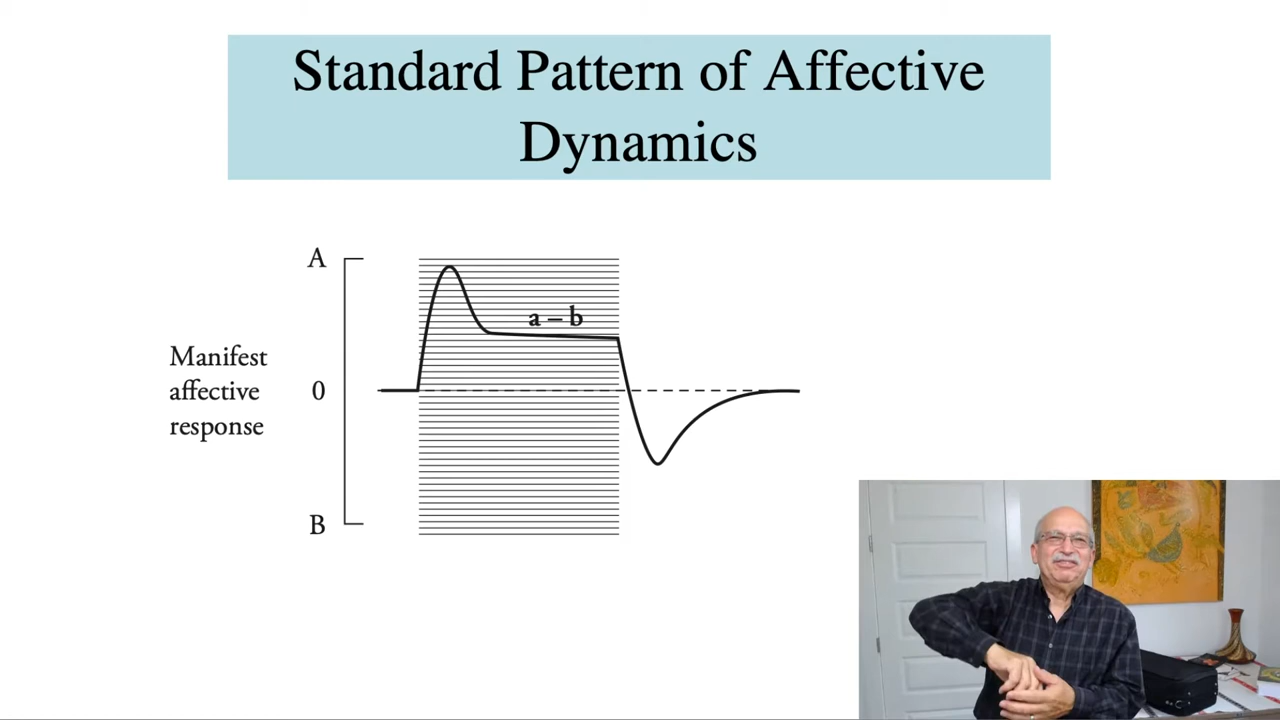 Standard Pattern of Affective
Dynamics
A
a – b
Manifest
affective
response
0
B